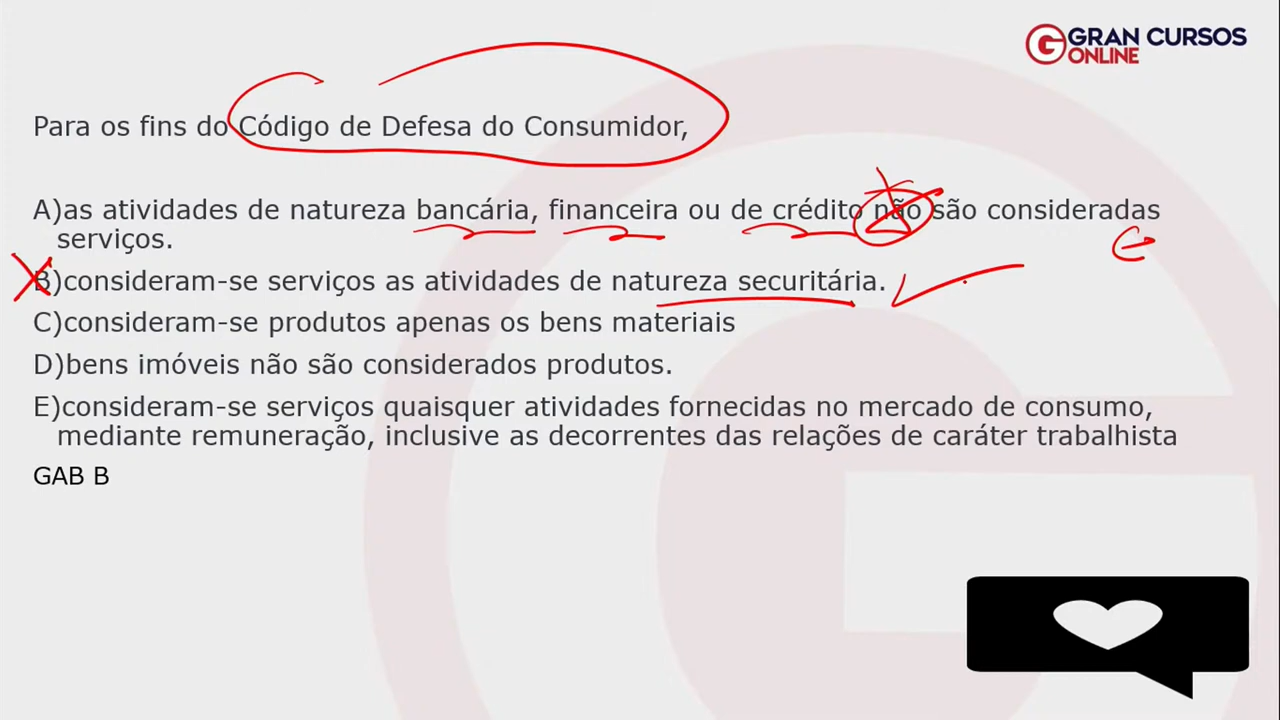 GRAN CURSOS
ONLINE
Para os fins do Código de Defesa do Consumidor,
A)as atividades de natureza bancária, financeira ou de crédito não são consideradas
serviços.
B)consideram-se serviços as atividades de natureza securitária.
C)consideram-se produtos apenas os bens materiais
D)bens imóveis não são considerados produtos.
E)consideram-se serviços quaisquer atividades fornecidas no mercado de consumo,
mediante remuneração, inclusive as decorrentes das relações de caráter trabalhista
GAB B